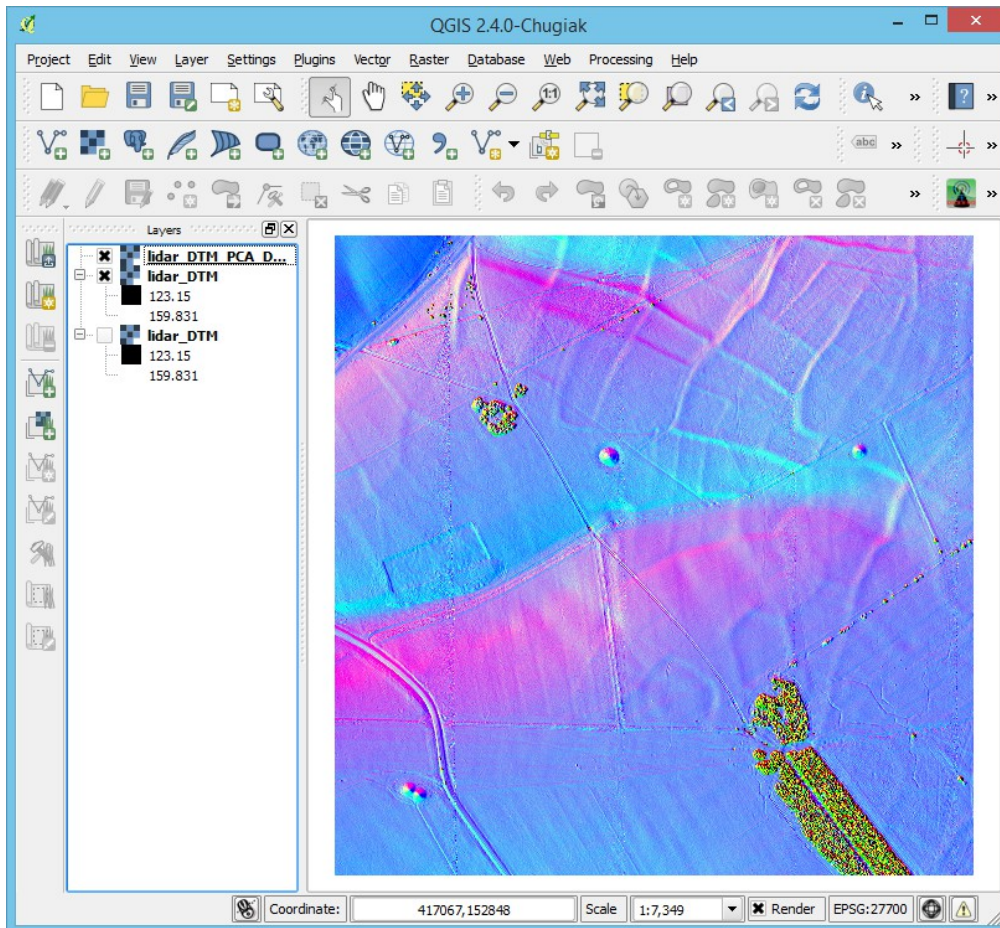 QGIS 2.4.0-Chugiak
Project Edit View Layer Settings Plugins Vector Raster Database Web Processing Help
1:1
abc
Layers
lidar_DTM_PCA_D...
lidar_DTM
123.15
159.831
lidar_DTM
123.15
159.831
Coordinate: 417067,152848 Scale 1:7,349 Render EPSG:27700